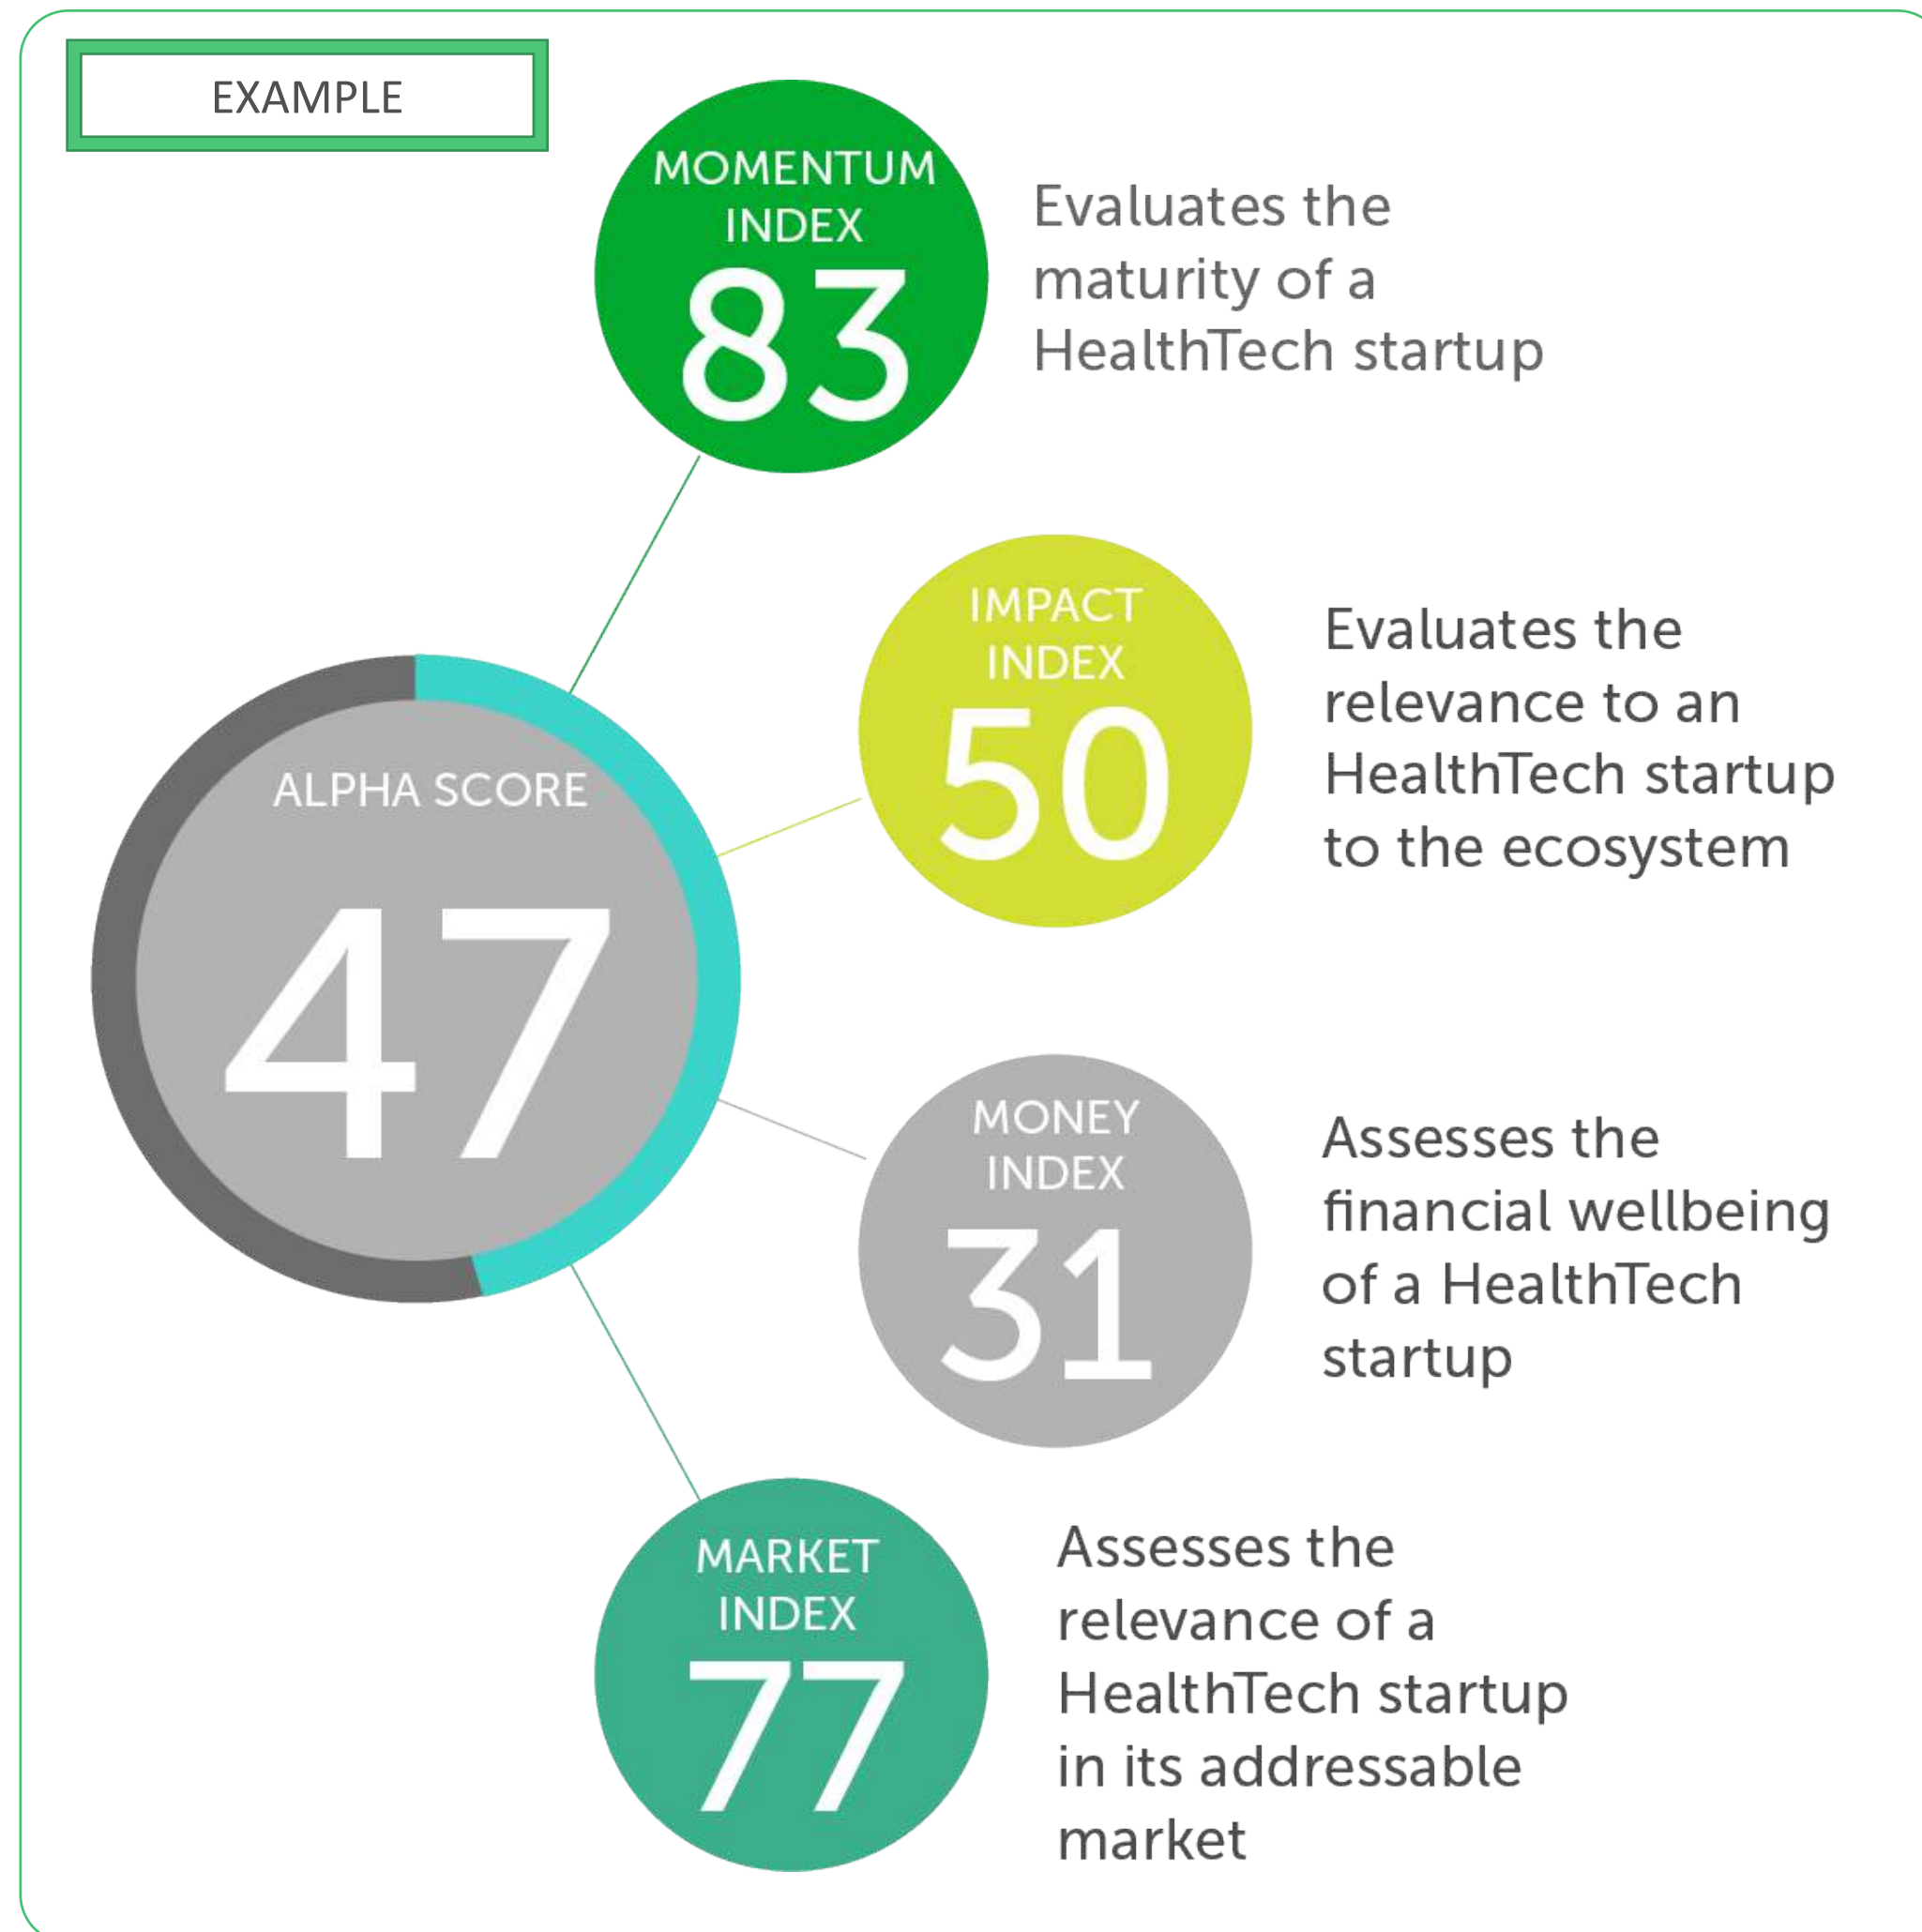 EXAMPLE
MOMENTUM
INDEX
83
Evaluates the
maturity of a
HealthTech startup
IMPACT
INDEX
50
Evaluates the
relevance to an
HealthTech startup
to the ecosystem
ALPHA SCORE
47
MONEY
INDEX
31
Assesses the
financial wellbeing
of a HealthTech
startup
MARKET
INDEX
77
Assesses the
relevance of a
HealthTech startup
in its addressable
market